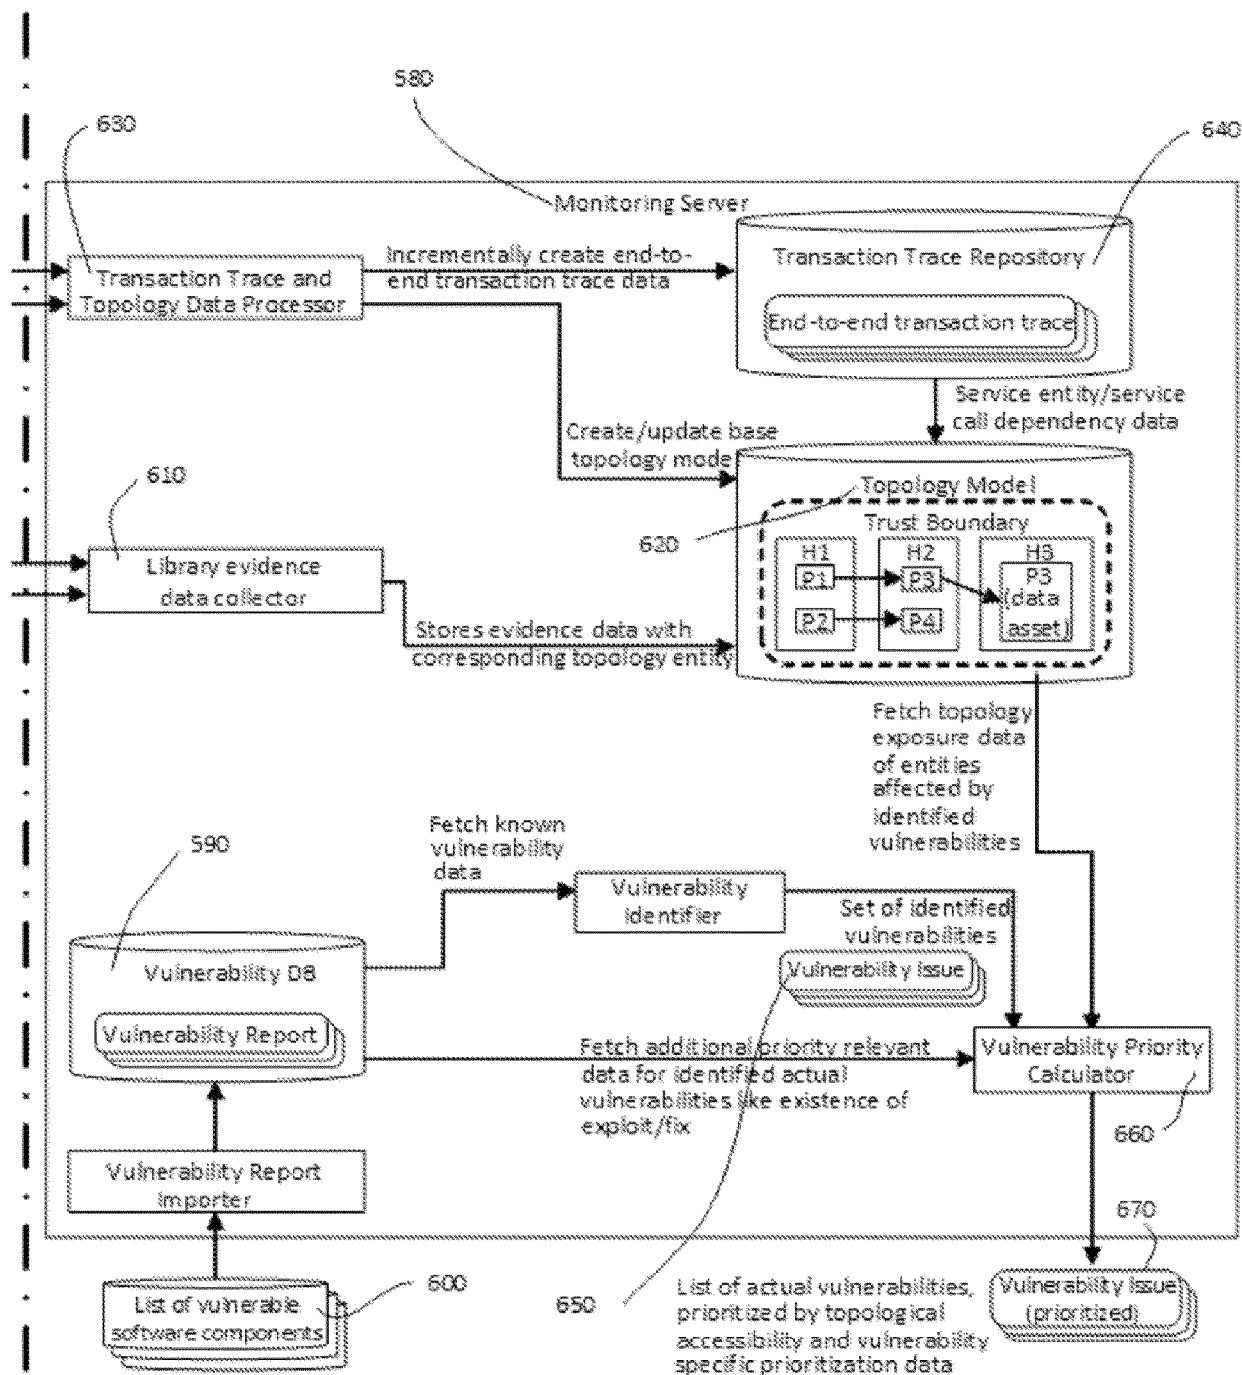 580
630
640
Monitoring Server
Transaction Trace and
Topology Data Processor
Incrementally create end-to-
end transaction trace data
Transaction Trace Repository
End-to-end transaction trace
Service entity/service
call dependency data
Create/update base
topology model
610
Library evidence
data collector
Topology Model
620
Trust Boundary
H1
H2
H3
P1
P3
P3
(data
asset)
P2
P4
Stores evidence data with
corresponding topology entity
Fetch topology
exposure data
of entities
affected by
identified
vulnerabilities
590
Fetch known
vulnerability
data
Vulnerability
Identifier
Set of identified
vulnerabilities
Vulnerability DB
Vulnerability Issue
Vulnerability Report
Fetch additional priority relevant
data for identified actual
vulnerabilities like existence of
exploit/fix
Vulnerability Priority
Calculator
660
Vulnerability Report
Importer
670
600
List of vulnerable
software components
650
List of actual vulnerabilities,
prioritized by topological
accessibility and vulnerability
specific prioritization data
Vulnerability Issue
(prioritized)